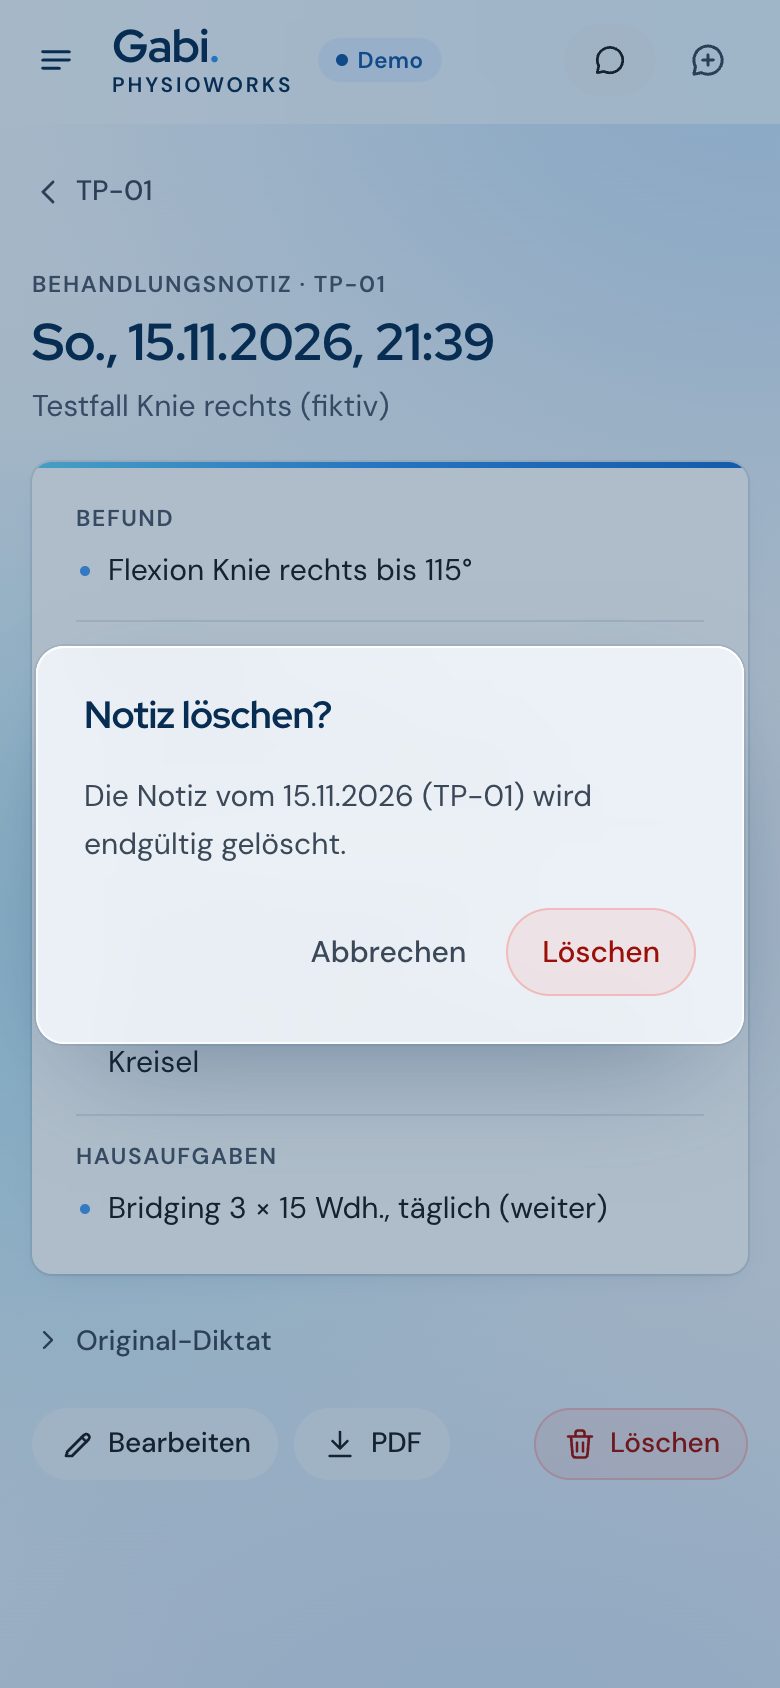 Gabi.
PHYSIOWORKS
Demo
TP-01
BEHANDLUNGSNOTIZ · TP-01
So., 15.11.2026, 21:39
Testfall Knie rechts (fiktiv)
BEFUND
• Flexion Knie rechts bis 115°
Notiz löschen?
Die Notiz vom 15.11.2026 (TP-01) wird
endgültig gelöscht.
Abbrechen
Löschen
Kreisel
HAUSAUFGABEN
• Bridging 3 × 15 Wdh., täglich (weiter)
Original-Diktat
Bearbeiten
PDF
Löschen